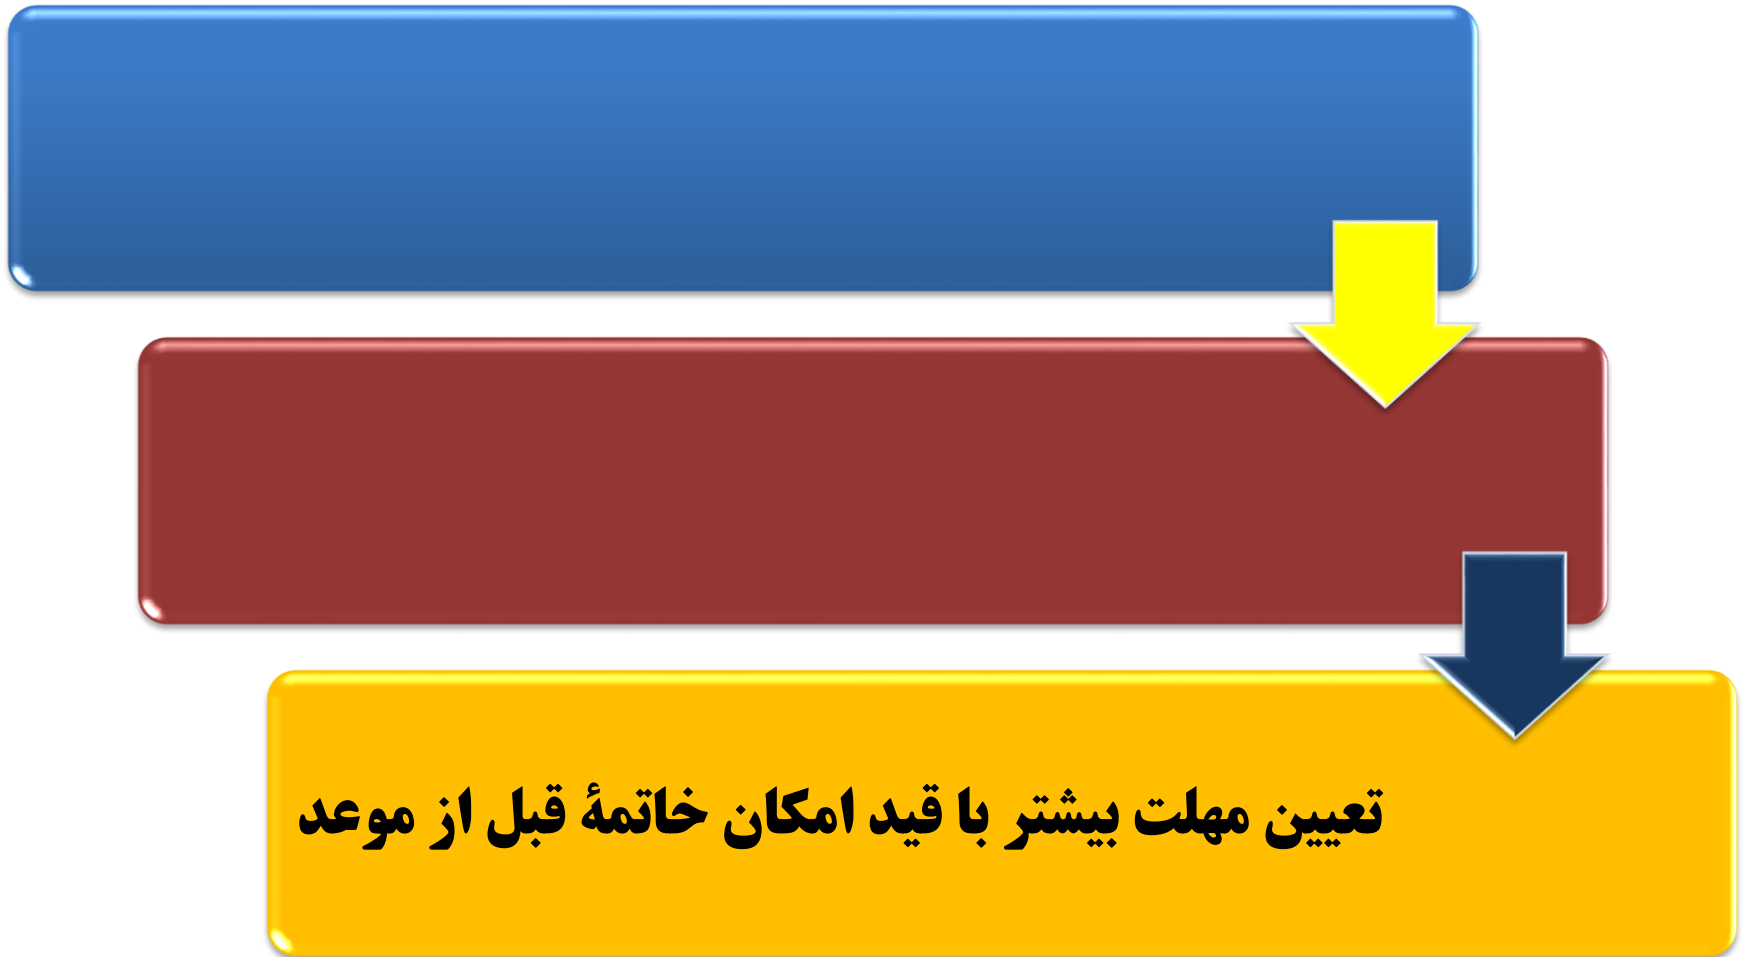 تعیین مهلت بیشتر با قید امکان خاتمهٔ قبل از موعد